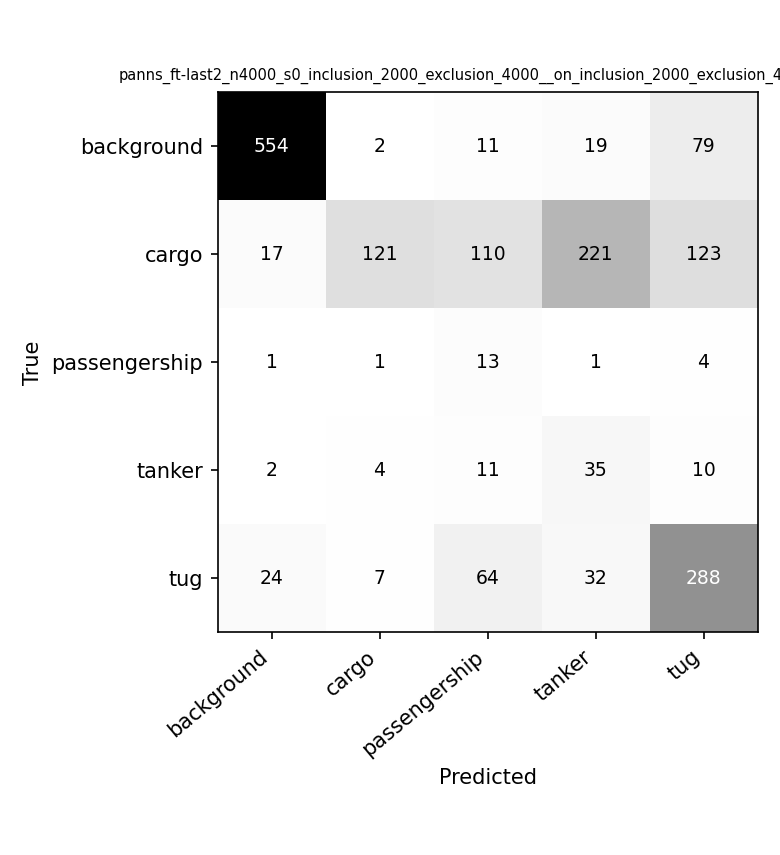 panns_ft-last2_n4000_s0_inclusion_2000_exclusion_4000__on_inclusion_2000_exclusion_4
background 554 2 11 19 79
cargo 17 121 110 221 123
passengership 1 1 13 1 4
tanker 2 4 11 35 10
tug 24 7 64 32 288
True
background cargo passengership tanker tug
Predicted